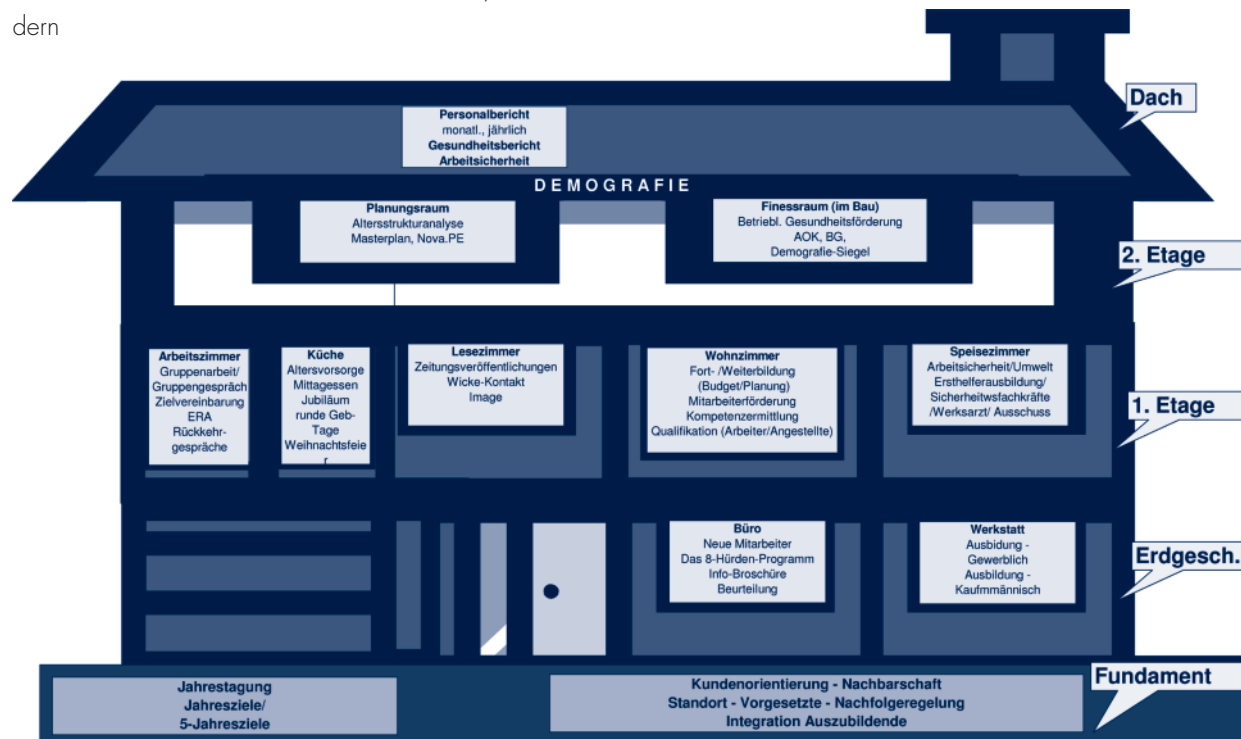 dern
Personalbericht
monatl., jährlich
Gesundheitsbericht
Arbeitsicherheit
Dach
DEMOGRAFIE
Planungsraum
Altersstrukturanalyse
Masterplan, Nova.PE
Finessraum (im Bau)
Betriebl. Gesundheitsförderung
AOK, BG,
Demografie-Siegel
2. Etage
Arbeitszimmer
Gruppenarbeit/
Gruppengespräch
Zielvereinbarung
ERA
Rückkehr-
gespräche
Küche
Altersvorsorge
Mittagessen
Jubiläum
runde Geb-
Tage
Weihnachtsfeie
r
Lesezimmer
Zeitungsveröffentlichungen
Wicke-Kontakt
Image
Wohnzimmer
Fort- /Weiterbildung
(Budget/Planung)
Mitarbeiterförderung
Kompetenzermittlung
Qualifikation (Arbeiter/Angestellte)
Speisezimmer
Arbeitsicherheit/Umwelt
Ersthelferausbildung/
Sicherheitwsfachkräfte
/Werksarzt/ Ausschuss
1. Etage
Büro
Neue Mitarbeiter
Das 8-Hürden-Programm
Info-Broschüre
Beurteilung
Werkstatt
Ausbidung -
Gewerblich
Ausbildung -
Kaufmmännisch
Erdgesch.
Jahrestagung
Jahresziele/
5-Jahresziele
Kundenorientierung - Nachbarschaft
Standort - Vorgesetzte - Nachfolgeregelung
Integration Auszubildende
Fundament